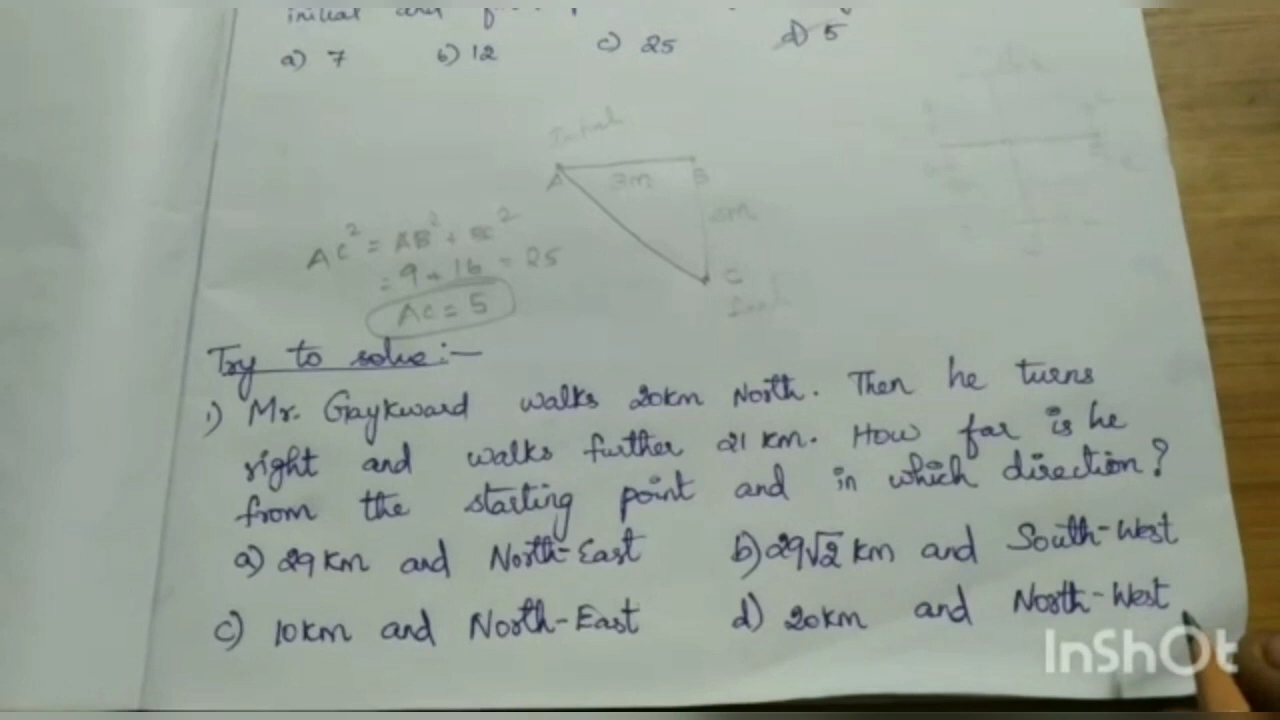 initial and
a) 7 b) 12 c) 25 d) 5
Initial
A 3m B
AC² = AB² + BC²
= 9 + 16 = 25
C
AC = 5
Try to solve:-
1) Mr. Gaykward walks 20km North. Then he turns
right and walks further 21 km. How far is he
from the starting point and in which direction?
a) 29 km and North-East b) 29√2 km and South-West
c) 10km and North-East d) 20km and North-West
InShOt